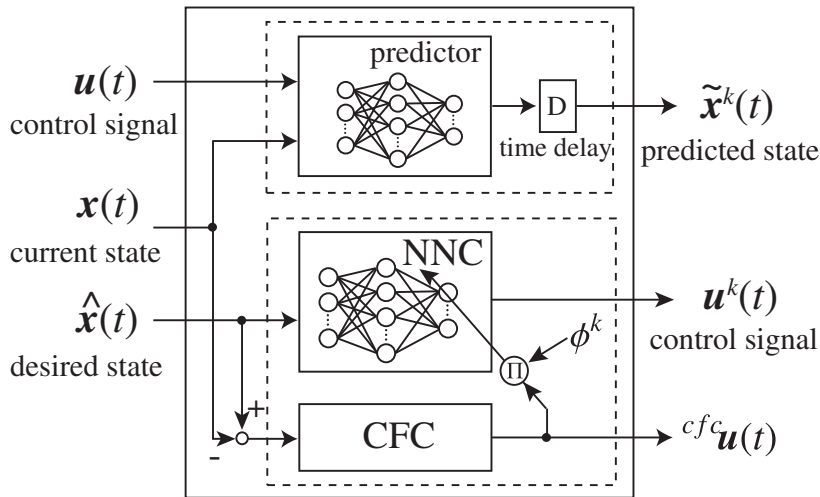 predictor
u(t)
control signal
D
x̃ᵏ(t)
time delay
predicted state
x(t)
current state
NNC
uᵏ(t)
control signal
x̂(t)
desired state
ϕᵏ
Π
+
-
CFC
ᶜᶠᶜu(t)